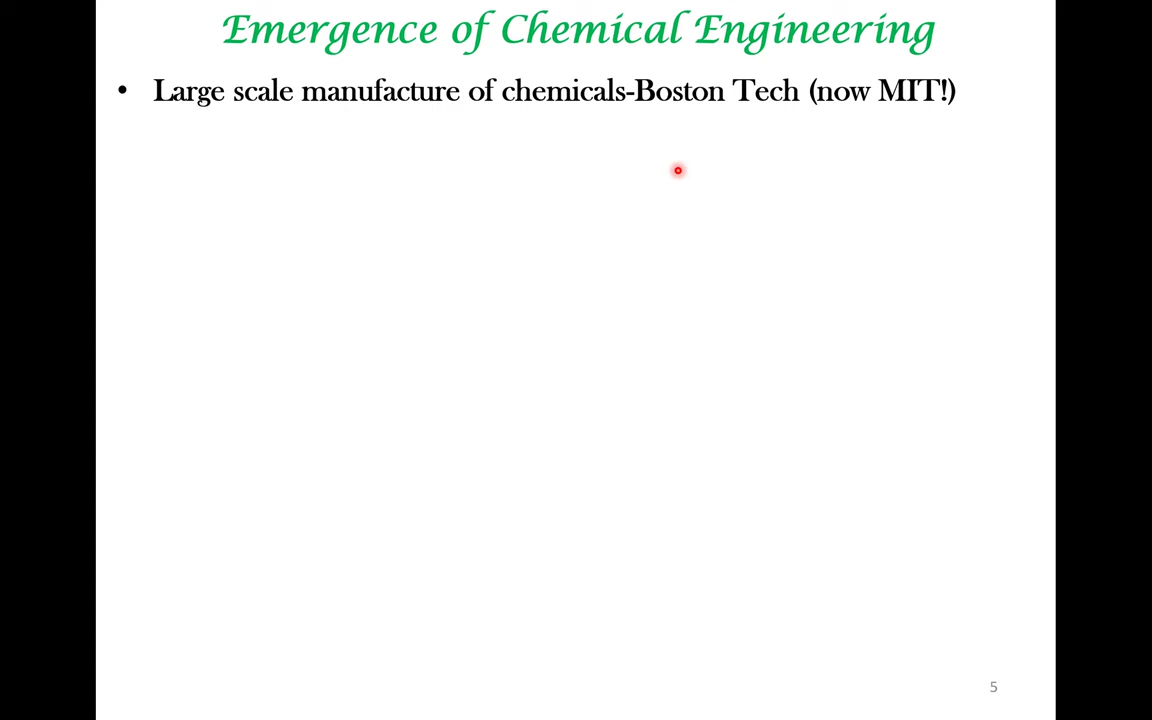 Emergence of Chemical Engineering
• Large scale manufacture of chemicals-Boston Tech (now MIT!)
5